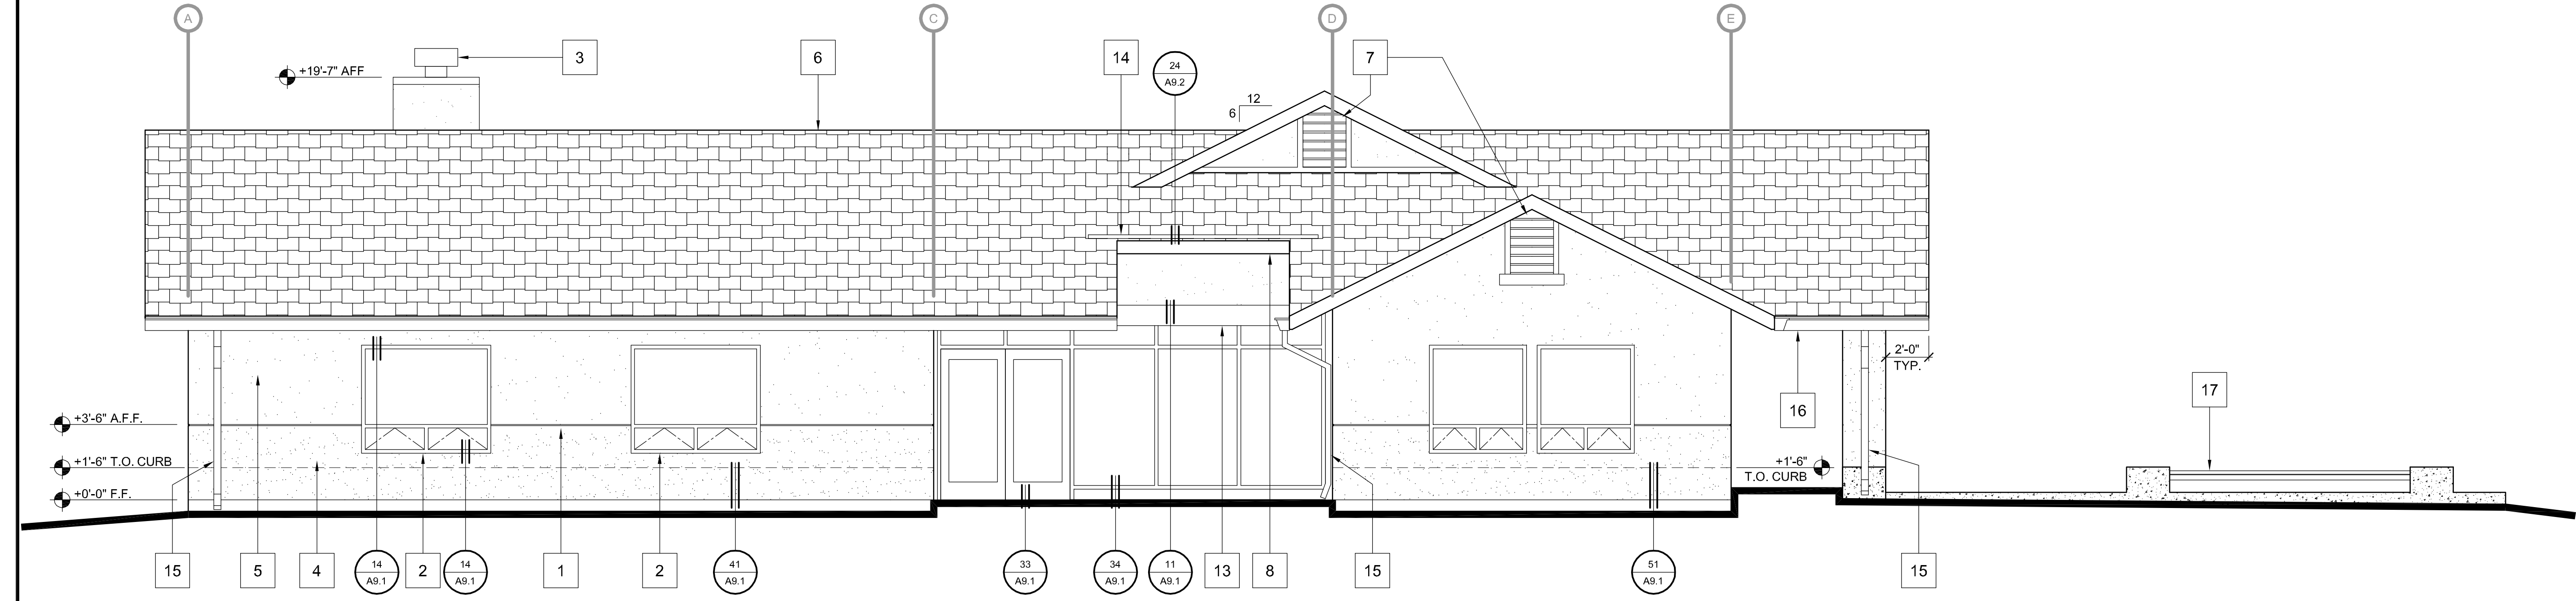 A
C
D
E
+19'-7" AFF
3
6
14
24
A9.2
7
12
6
2'-0"
TYP.
+3'-6" A.F.F.
+1'-6" T.O. CURB
+0'-0" F.F.
16
17
+1'-6"
T.O. CURB
15
5
4
14
A9.1
2
14
A9.1
1
2
41
A9.1
33
A9.1
34
A9.1
11
A9.1
13
8
15
51
A9.1
15